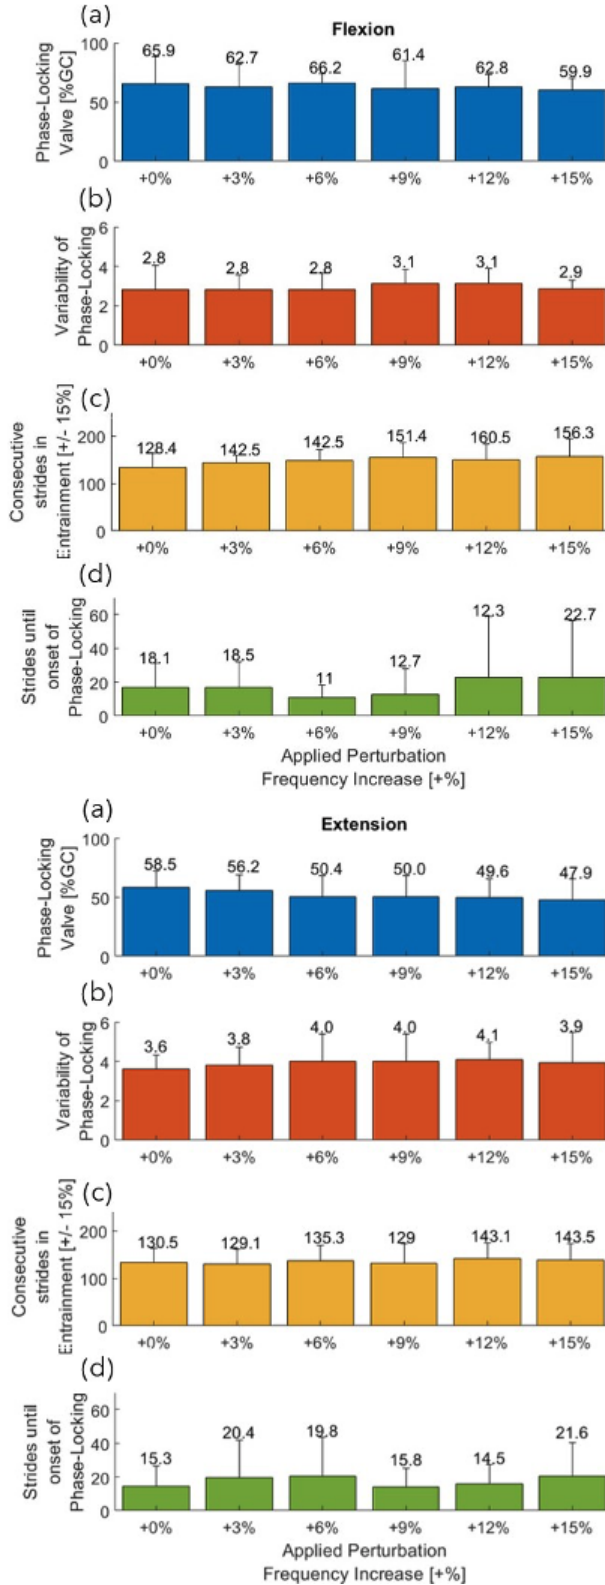 (a)
Flexion
Phase-Locking
Valve [%GC]
100
50
0
65.9 62.7 66.2 61.4 62.8 59.9
+0% +3% +6% +9% +12% +15%
(b)
Variability of
Phase-Locking
6
4
2
0
2.8 2.8 2.8 3.1 3.1 2.9
+0% +3% +6% +9% +12% +15%
(c)
Consecutive
strides in
Entrainment [+/- 15%]
200
100
0
128.4 142.5 142.5 151.4 160.5 156.3
+0% +3% +6% +9% +12% +15%
(d)
Strides until
onset of
Phase-Locking
60
40
20
0
18.1 18.5 11 12.7 12.3 22.7
+0% +3% +6% +9% +12% +15%
Applied Perturbation
Frequency Increase [+%]
(a)
Extension
Phase-Locking
Valve [%GC]
100
50
0
58.5 56.2 50.4 50.0 49.6 47.9
+0% +3% +6% +9% +12% +15%
(b)
Variability of
Phase-Locking
6
4
2
0
3.6 3.8 4.0 4.0 4.1 3.9
+0% +3% +6% +9% +12% +15%
(c)
Consecutive
strides in
Entrainment [+/- 15%]
200
100
0
130.5 129.1 135.3 129 143.1 143.5
+0% +3% +6% +9% +12% +15%
(d)
Strides until
onset of
Phase-Locking
60
40
20
0
15.3 20.4 19.8 15.8 14.5 21.6
+0% +3% +6% +9% +12% +15%
Applied Perturbation
Frequency Increase [+%]